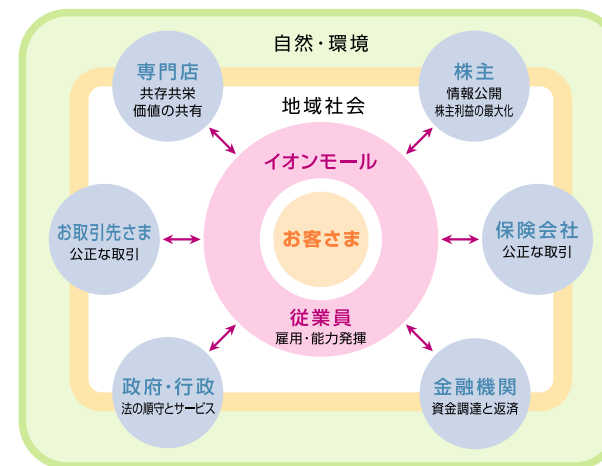 自然・環境
専門店
共存共栄
価値の共有
株主
情報公開
株主利益の最大化
地域社会
イオンモール
お取引先さま
公正な取引
お客さま
保険会社
公正な取引
従業員
雇用・能力発揮
政府・行政
法の順守とサービス
金融機関
資金調達と返済